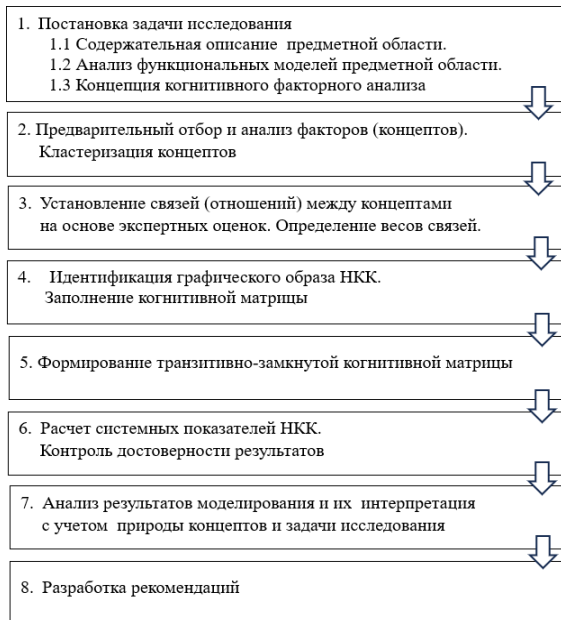 1. Постановка задачи исследования
1.1 Содержательная описание предметной области.
1.2 Анализ функциональных моделей предметной области.
1.3 Концепция когнитивного факторного анализа
2. Предварительный отбор и анализ факторов (концептов).
Кластеризация концептов
3. Установление связей (отношений) между концептами
на основе экспертных оценок. Определение весов связей.
4. Идентификация графического образа НКК.
Заполнение когнитивной матрицы
5. Формирование транзитивно-замкнутой когнитивной матрицы
6. Расчет системных показателей НКК.
Контроль достоверности результатов
7. Анализ результатов моделирования и их интерпретация
с учетом природы концептов и задачи исследования
8. Разработка рекомендаций